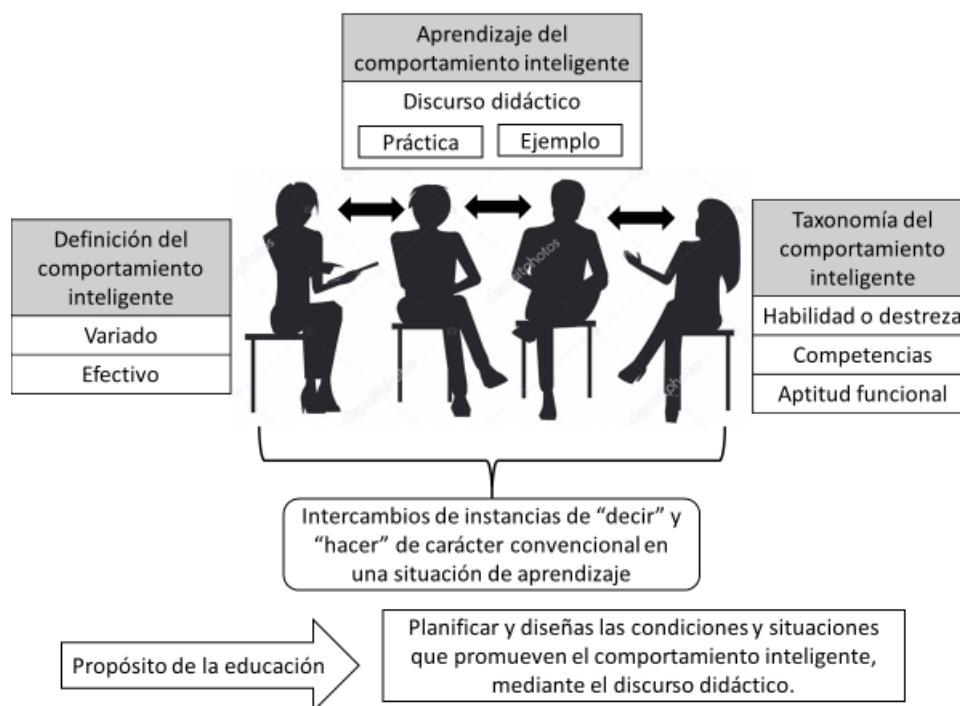 Aprendizaje del
comportamiento inteligente
Discurso didáctico
Práctica
Ejemplo
Definición del
comportamiento
inteligente
Variado
Efectivo
Taxonomía del
comportamiento
inteligente
Habilidad o destreza
Competencias
Aptitud funcional
depositphotos
Intercambios de instancias de “decir” y
“hacer” de carácter convencional en
una situación de aprendizaje
Propósito de la educación
Planificar y diseñas las condiciones y situaciones
que promueven el comportamiento inteligente,
mediante el discurso didáctico.